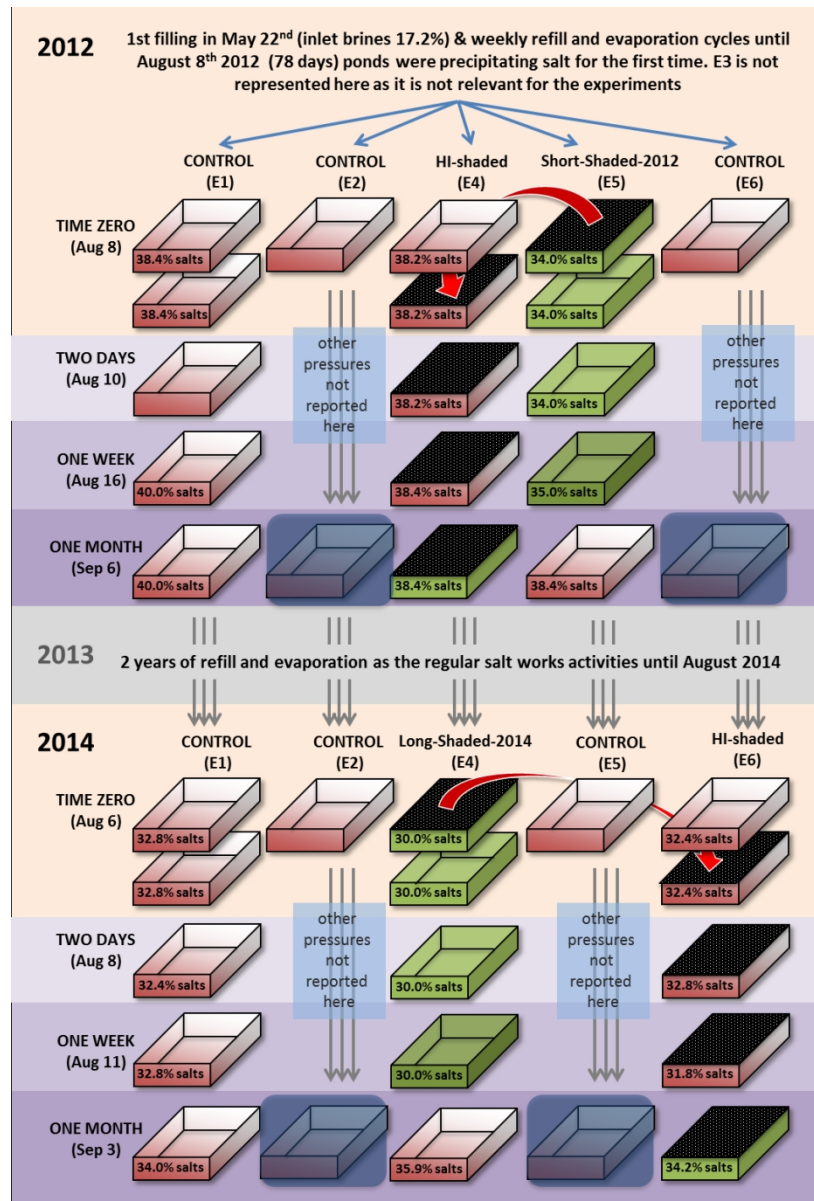 2012
1st filling in May 22nd (inlet brines 17.2%) & weekly refill and evaporation cycles until
August 8th 2012 (78 days) ponds were precipitating salt for the first time. E3 is not
represented here as it is not relevant for the experiments
CONTROL
(E1)
CONTROL
(E2)
HI-shaded
(E4)
Short-Shaded-2012
(E5)
CONTROL
(E6)
TIME ZERO
(Aug 8)
38.4% salts
38.2% salts
34.0% salts
38.4% salts
38.2% salts
34.0% salts
TWO DAYS
(Aug 10)
other
pressures
not
reported
here
38.2% salts
34.0% salts
other
pressures
not
reported
here
ONE WEEK
(Aug 16)
40.0% salts
38.4% salts
35.0% salts
ONE MONTH
(Sep 6)
40.0% salts
38.4% salts
38.4% salts
2013
2 years of refill and evaporation as the regular salt works activities until August 2014
2014
CONTROL
(E1)
CONTROL
(E2)
Long-Shaded-2014
(E4)
CONTROL
(E5)
HI-shaded
(E6)
TIME ZERO
(Aug 6)
32.8% salts
30.0% salts
32.4% salts
32.8% salts
30.0% salts
32.4% salts
TWO DAYS
(Aug 8)
32.4% salts
other
pressures
not
reported
here
30.0% salts
other
pressures
not
reported
here
32.8% salts
ONE WEEK
(Aug 11)
32.8% salts
30.0% salts
31.8% salts
ONE MONTH
(Sep 3)
34.0% salts
35.9% salts
34.2% salts